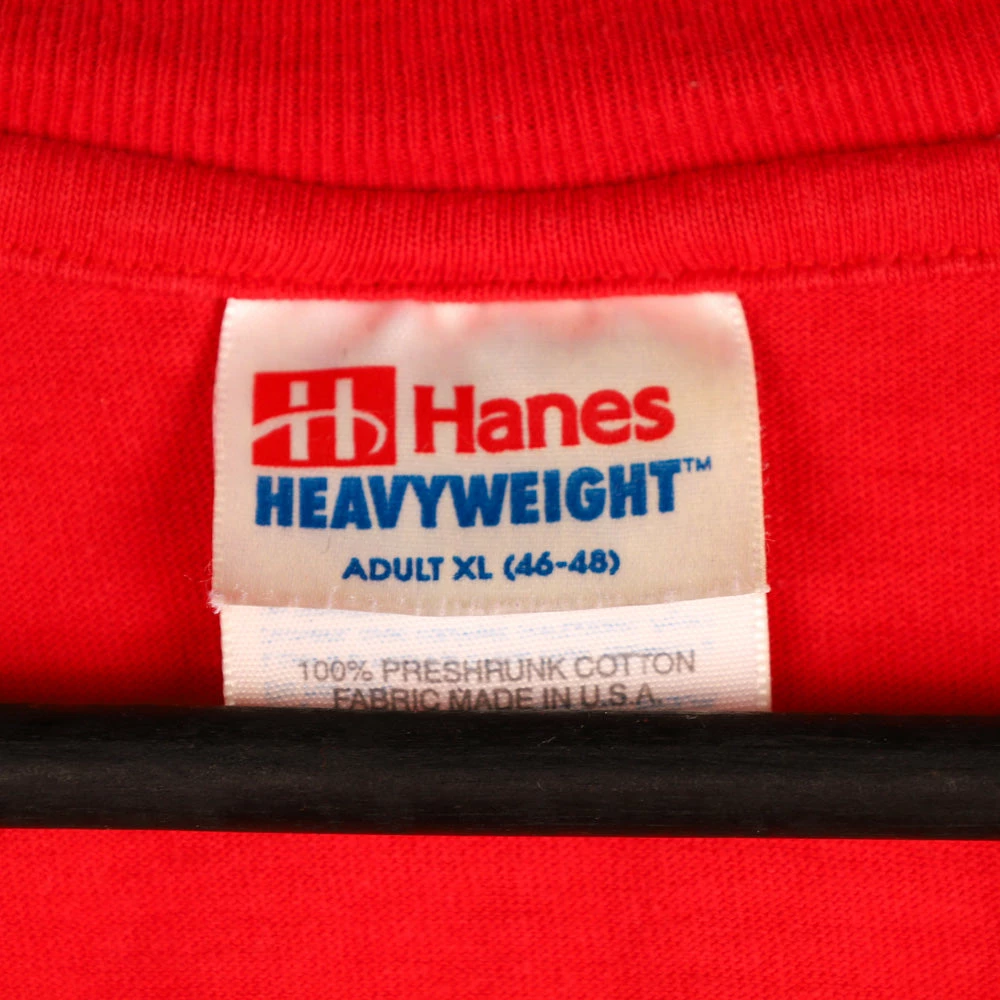 H Hanes
HEAVYWEIGHT™
ADULT XL (46-48)
100% PRESHRUNK COTTON
FABRIC MADE IN U.S.A.